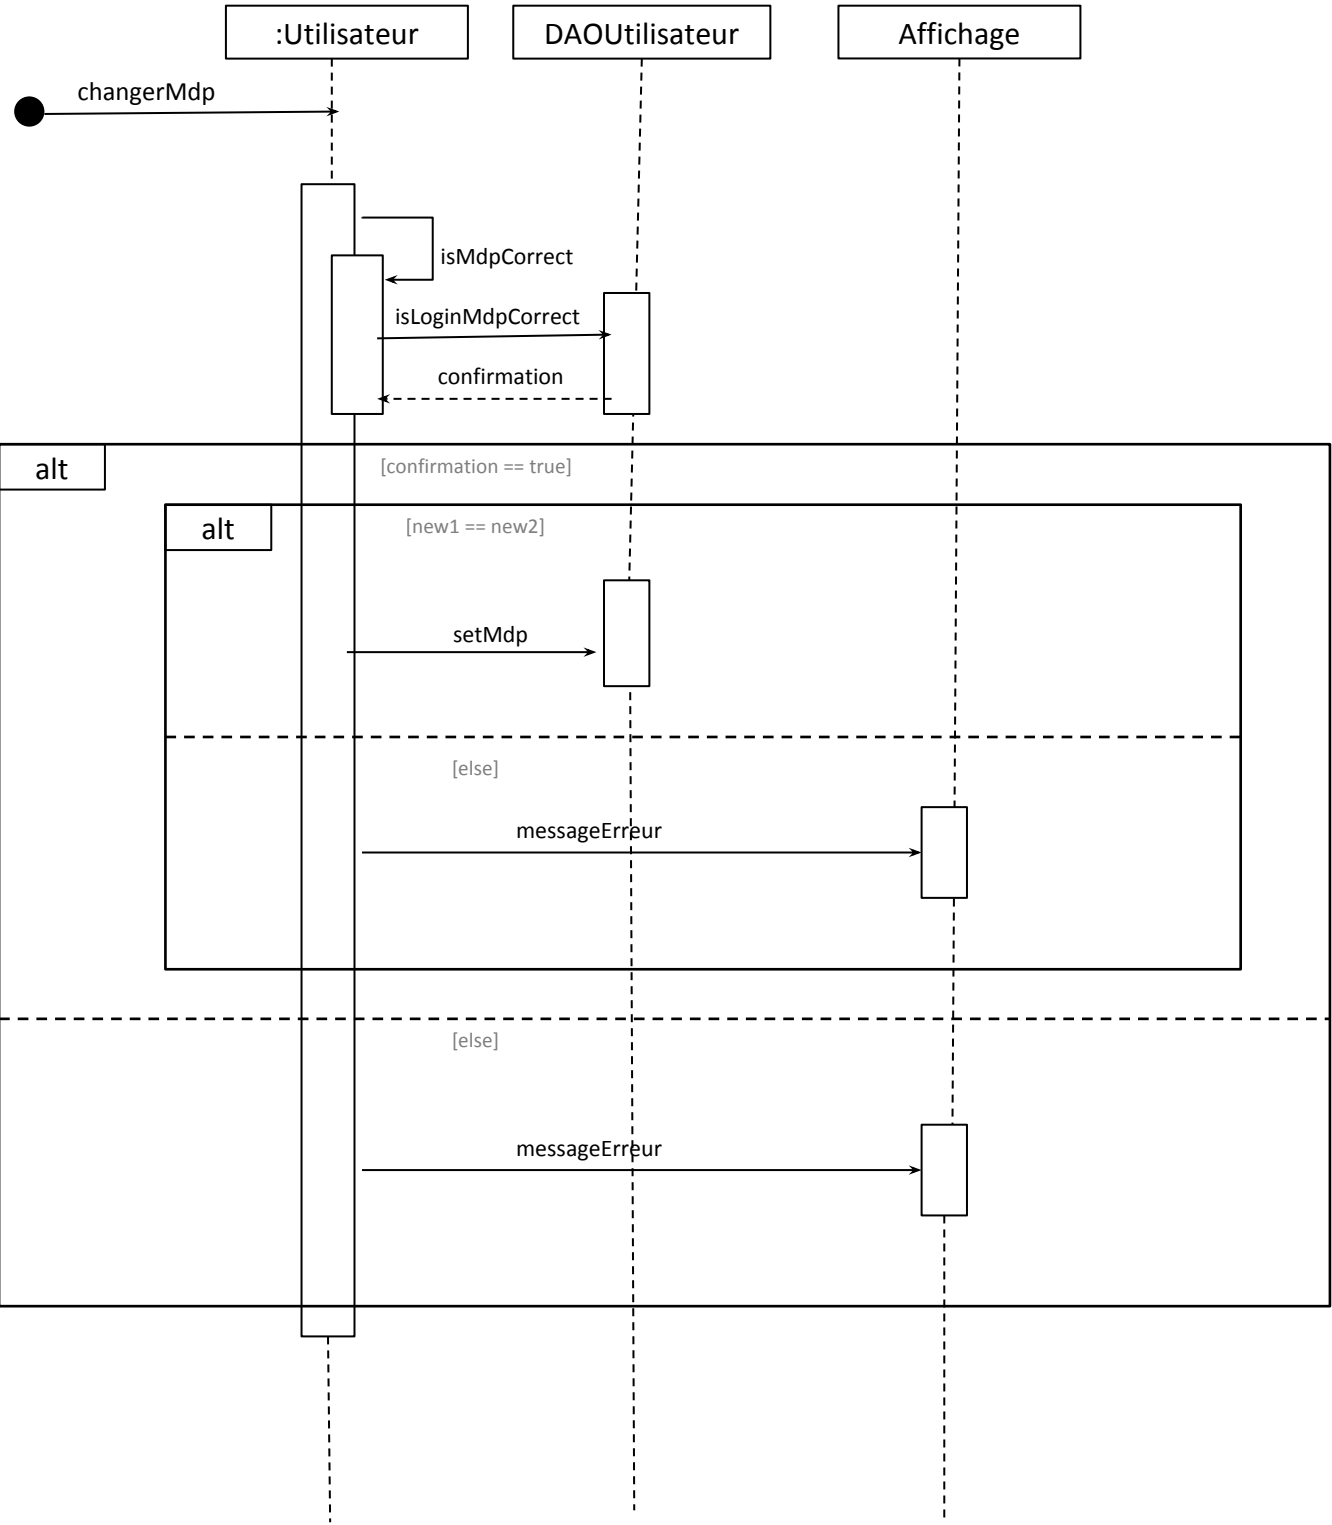 :Utilisateur
DAOUtilisateur
Affichage
changerMdp
isMdpCorrect
isLoginMdpCorrect
confirmation
alt
[confirmation == true]
alt
[new1 == new2]
setMdp
[else]
messageErreur
[else]
messageErreur